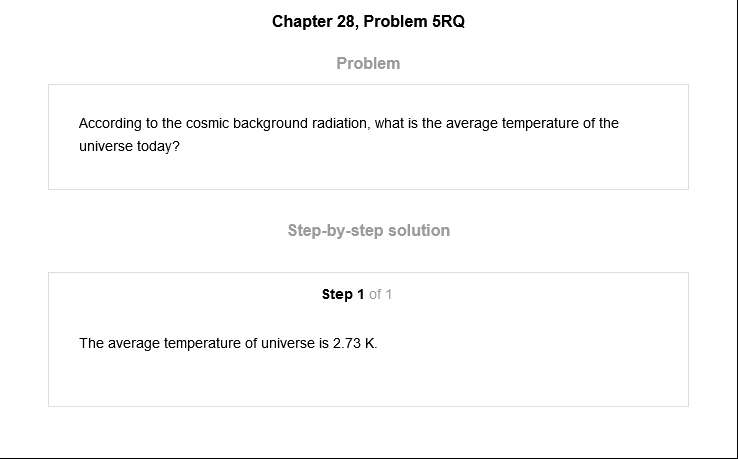 Chapter 28, Problem 5RQ
Problem
According to the cosmic background radiation, what is the average temperature of the
universe today?
Step-by-step solution
Step 1 of 1
The average temperature of universe is 2.73 K.